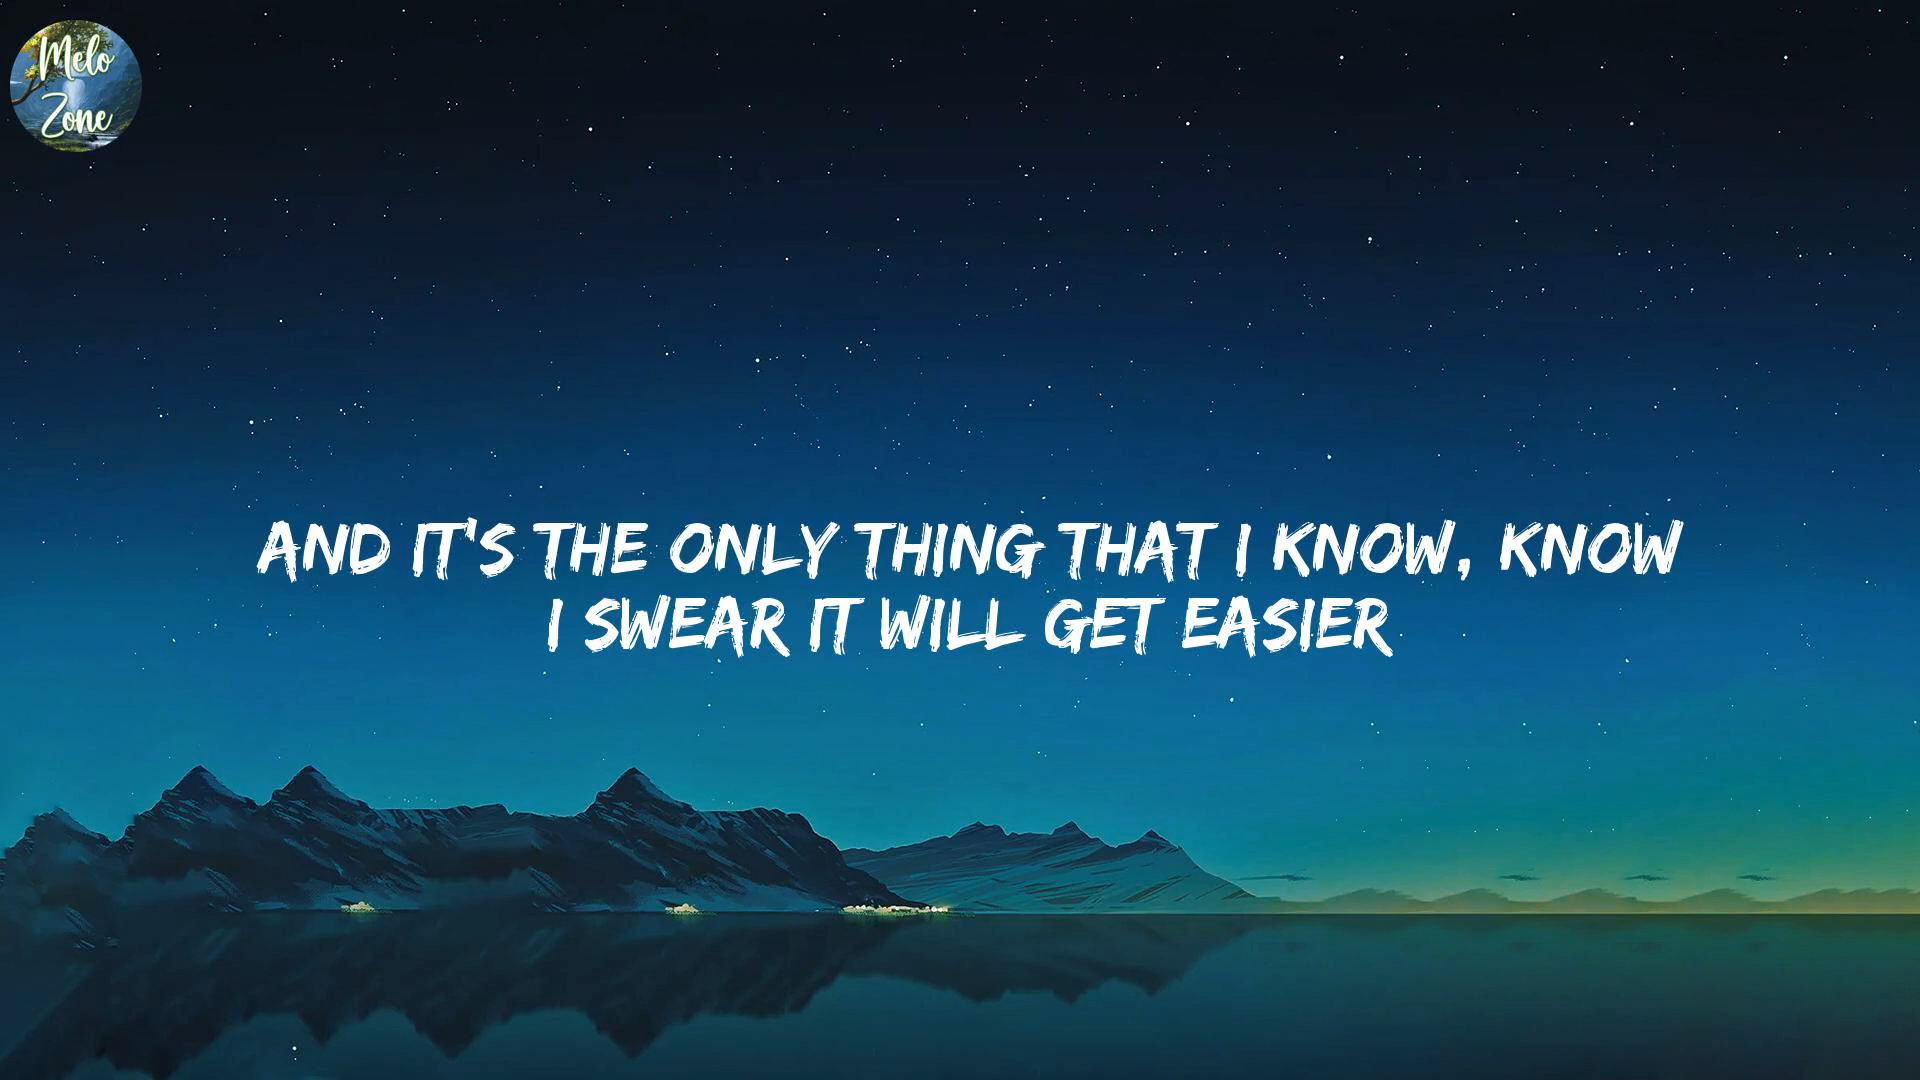 Melo
Zone
AND IT'S THE ONLY THING THAT I KNOW, KNOW
I SWEAR IT WILL GET EASIER